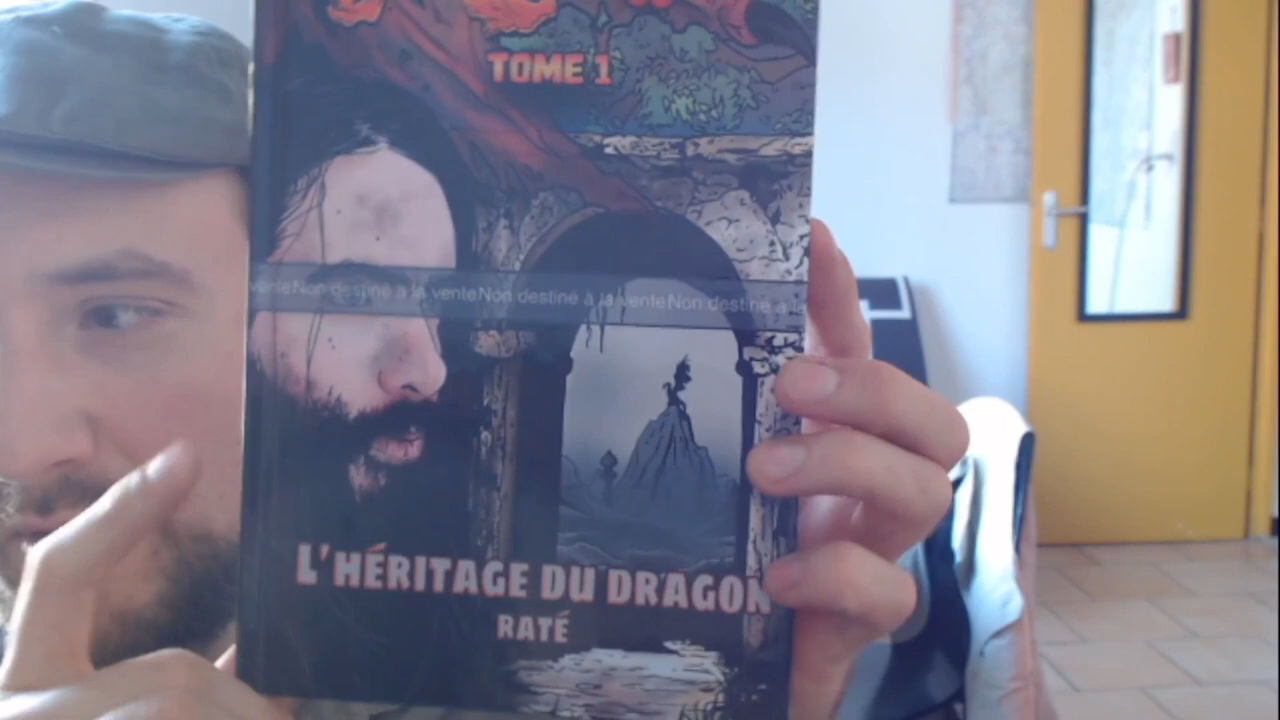 TOME 1
venteNon destiné à la venteNon destiné à la venteNon destiné à la
L'HÉRITAGE DU DRAGON
RATÉ